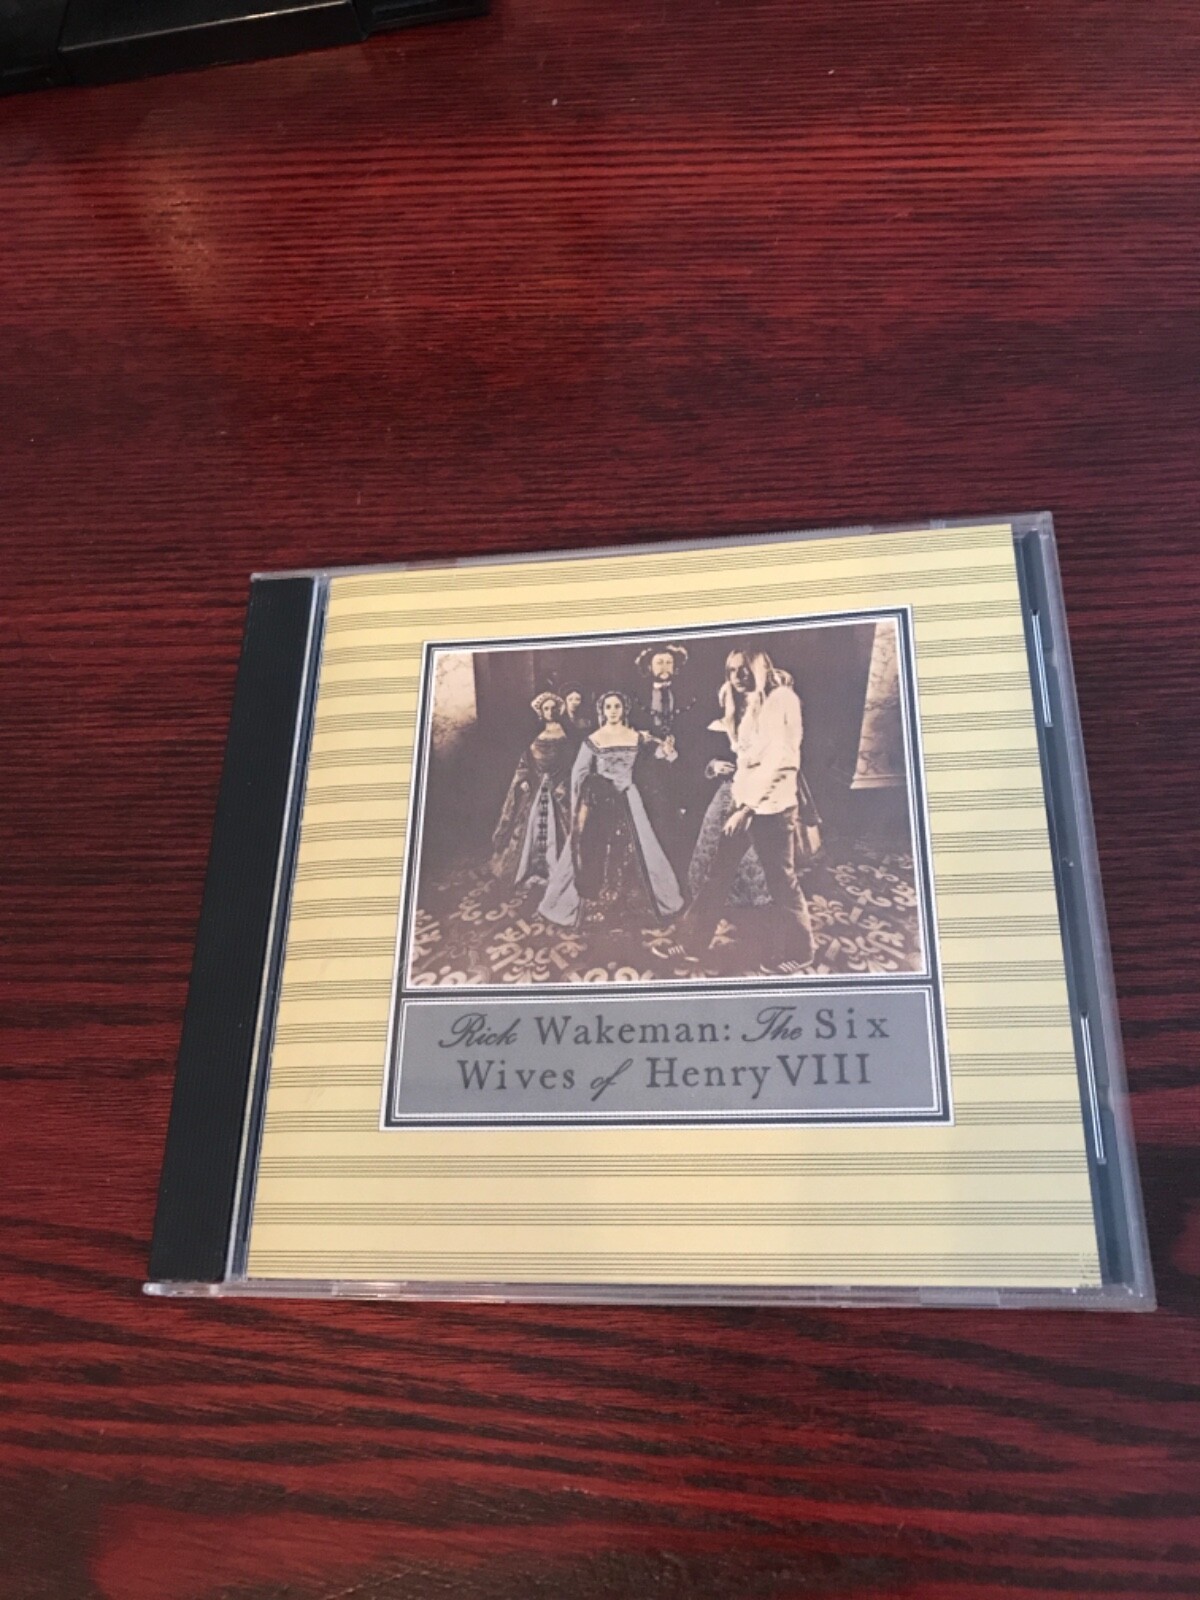 Rick Wakeman: The Six
Wives of Henry VIII